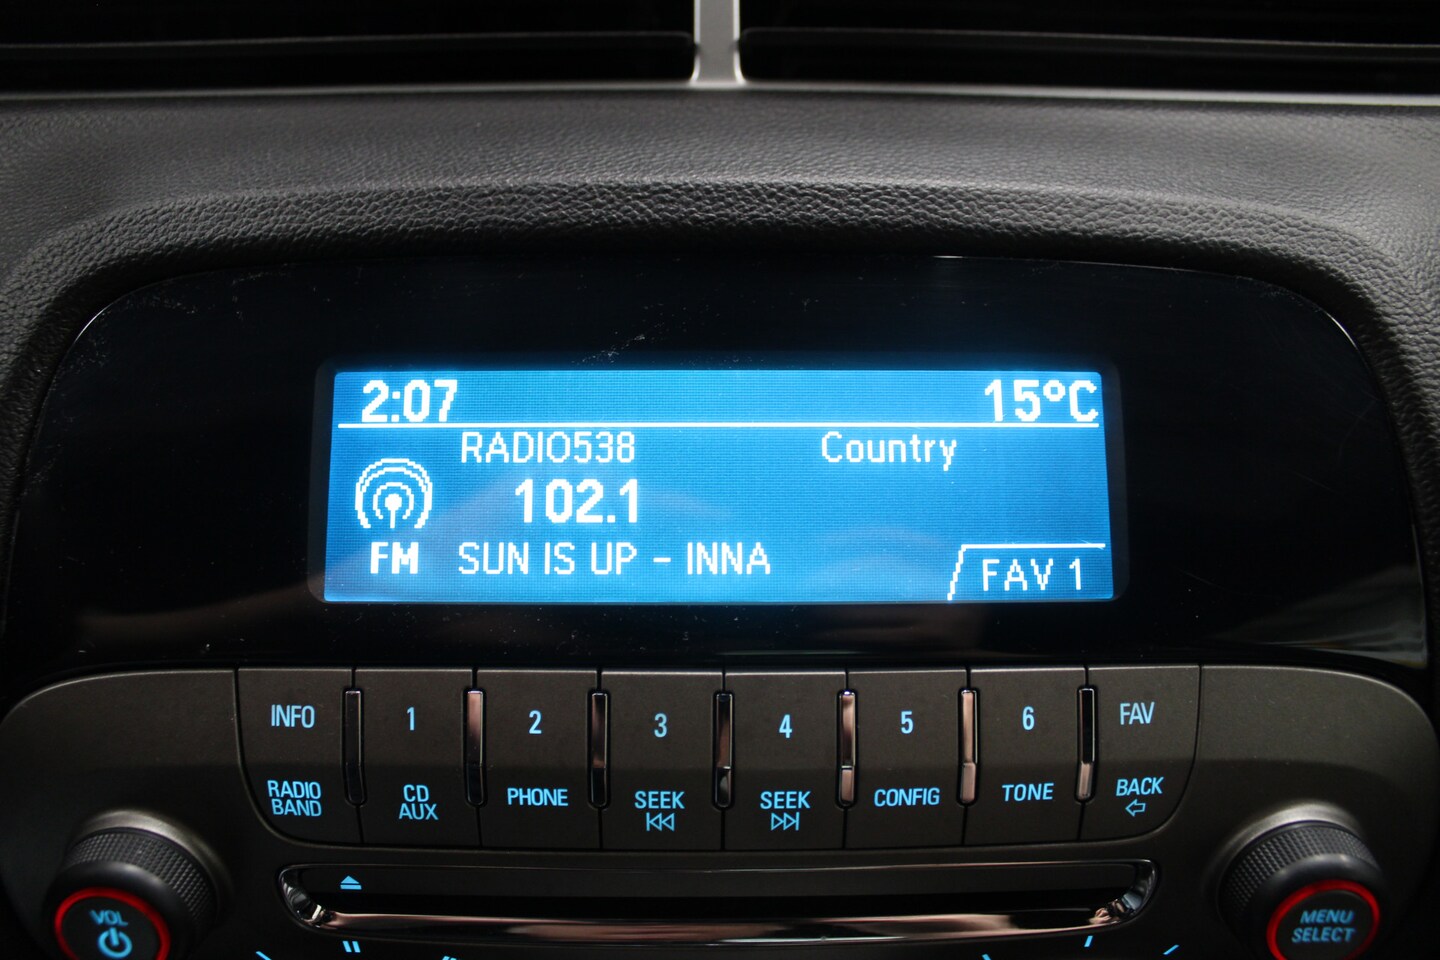 2:07 15°C
RADIO538 Country
102.1
FM SUN IS UP - INNA FAV 1
INFO 1 2 3 4 5 6 FAV
RADIO BAND
CD AUX
PHONE
SEEK
SEEK
CONFIG
TONE
BACK
VOL
MENU
SELECT